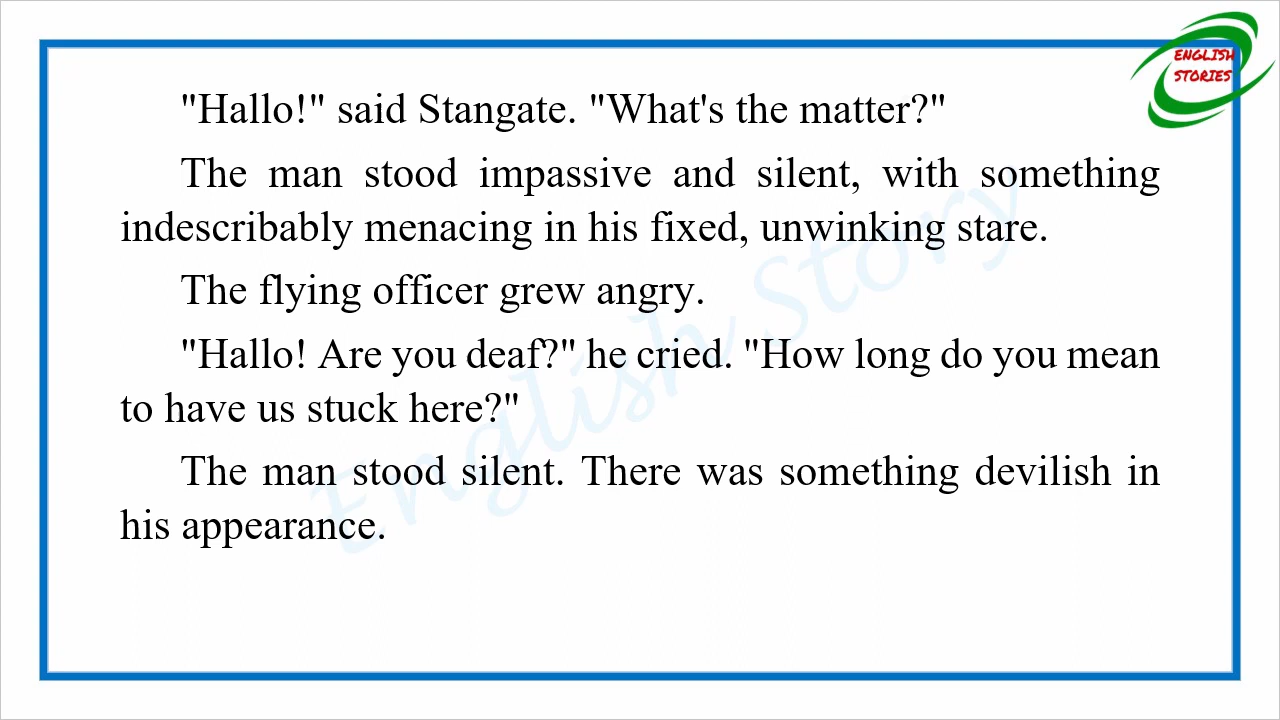 ENGLISH
STORIES
"Hallo!" said Stangate. "What's the matter?"
The man stood impassive and silent, with something
indescribably menacing in his fixed, unwinking stare.
The flying officer grew angry.
"Hallo! Are you deaf?" he cried. "How long do you mean
to have us stuck here?"
The man stood silent. There was something devilish in
his appearance.
English Story